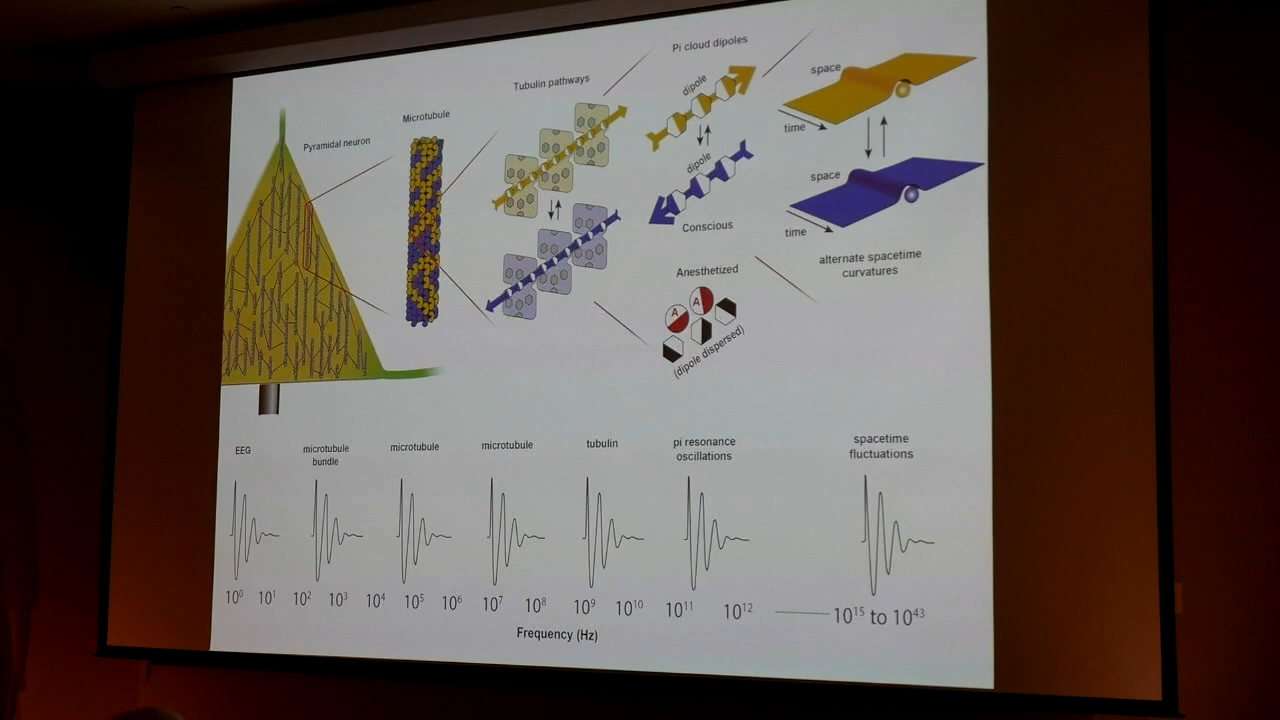 Pi cloud dipoles
Tubulin pathways
Microtubule
Pyramidal neuron
dipole
dipole
Conscious
space
time
space
time
alternate spacetime
curvatures
Anesthetized
A
A
(dipole dispersed)
EEG
microtubule
bundle
microtubule
microtubule
tubulin
pi resonance
oscillations
spacetime
fluctuations
10⁰ 10¹ 10² 10³ 10⁴ 10⁵ 10⁶ 10⁷ 10⁸ 10⁹ 10¹⁰ 10¹¹ 10¹² 10¹⁵ to 10⁴³
Frequency (Hz)